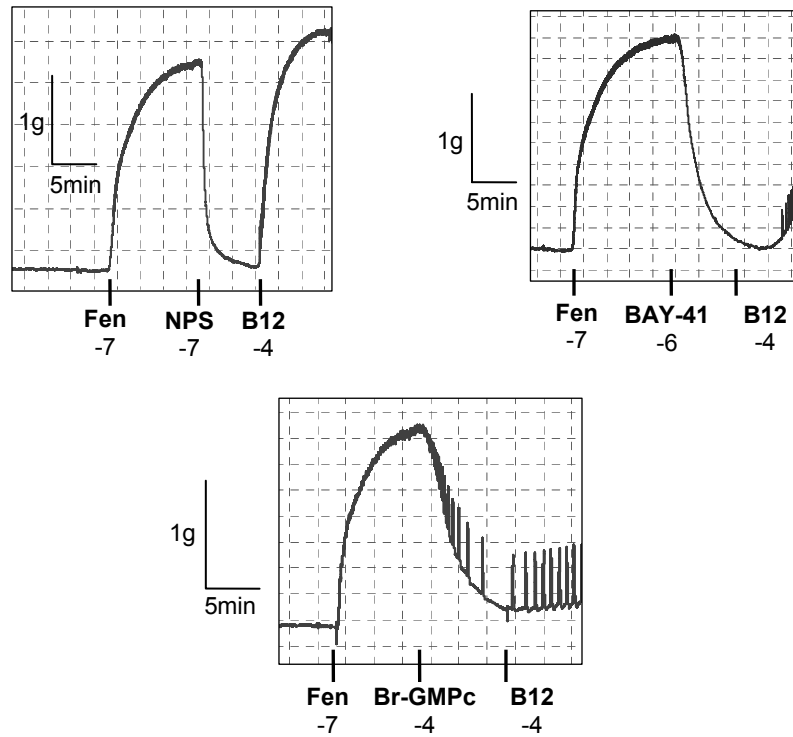 1g
5min
Fen NPS B12
-7 -7 -4
1g
5min
Fen BAY-41 B12
-7 -6 -4
1g
5min
Fen Br-GMPc B12
-7 -4 -4